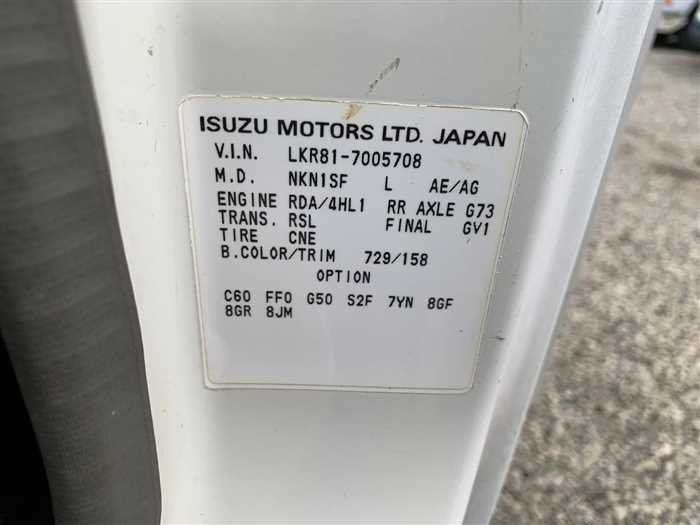 ISUZU MOTORS LTD. JAPAN
V.I.N. LKR81-7005708
M.D. NKN1SF L AE/AG
ENGINE RDA/4HL1 RR AXLE G73
TRANS. RSL FINAL GV1
TIRE CNE
B.COLOR/TRIM 729/158
OPTION
C60 FF0 G50 S2F 7YN 8GF
8GR 8JM